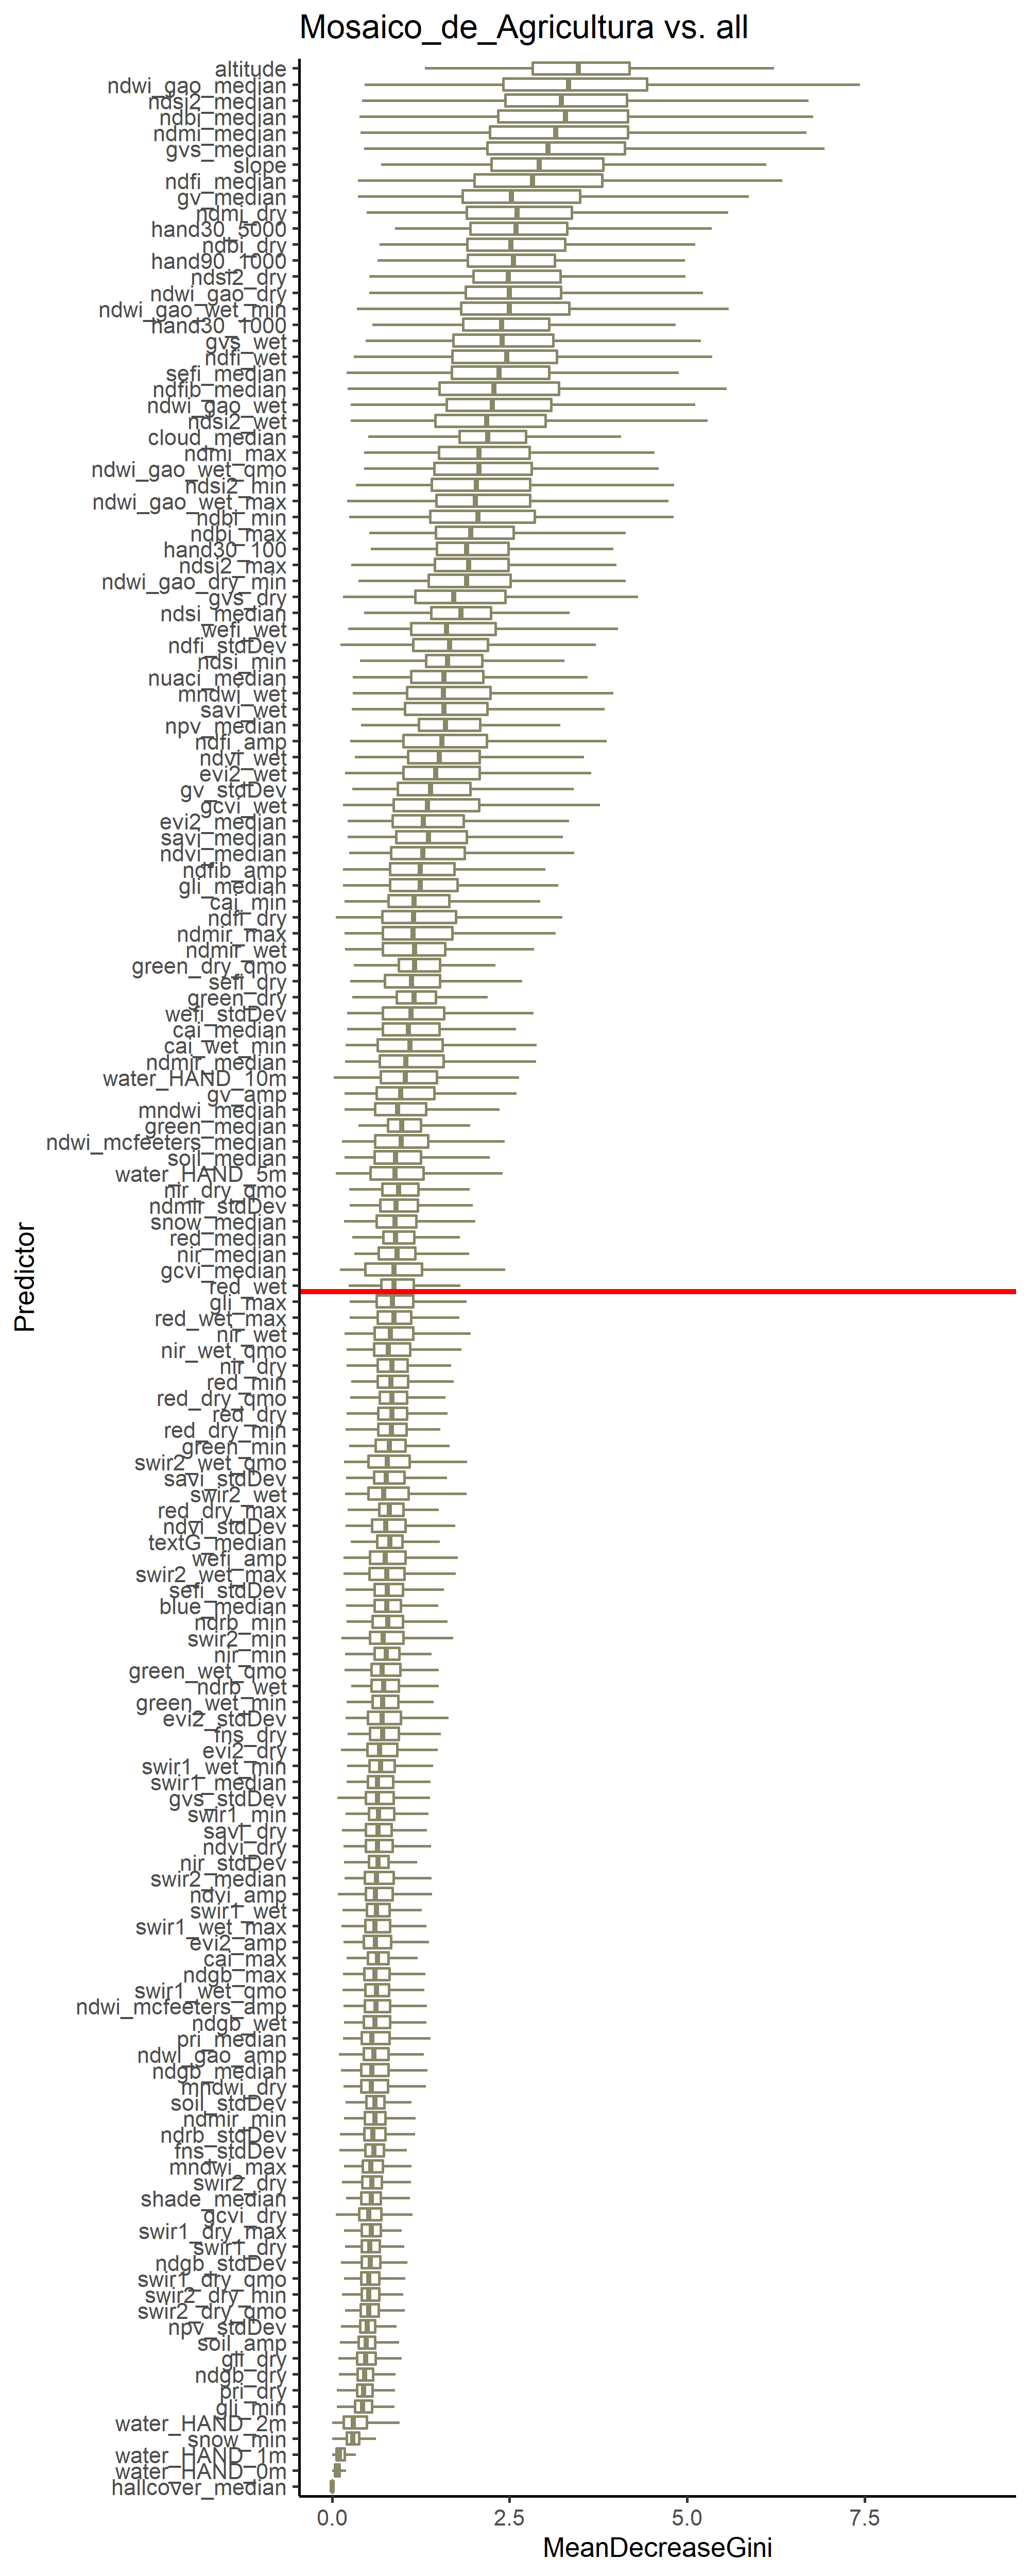 Mosaico_de_Agricultura vs. all
altitude
ndwi_gao_median
ndsi2_median
ndbi_median
ndmi_median
gvs_median
slope
ndfi_median
gv_median
ndmi_dry
hand30_5000
ndbi_dry
hand90_1000
ndsi2_dry
ndwi_gao_dry
ndwi_gao_wet_min
hand30_1000
gvs_wet
ndfi_wet
sefi_median
ndfib_median
ndwi_gao_wet
ndsi2_wet
cloud_median
ndmi_max
ndwi_gao_wet_qmo
ndsi2_min
ndwi_gao_wet_max
ndbi_min
ndbi_max
hand30_100
ndsi2_max
ndwi_gao_dry_min
gvs_dry
ndsi_median
wefi_wet
ndfi_stdDev
ndsi_min
nuaci_median
mndwi_wet
savi_wet
npv_median
ndfi_amp
ndvi_wet
evi2_wet
gv_stdDev
gcvi_wet
evi2_median
savi_median
ndvi_median
ndfib_amp
gli_median
cai_min
ndfi_dry
ndmir_max
ndmir_wet
green_dry_qmo
sefi_dry
green_dry
wefi_stdDev
cai_median
cai_wet_min
ndmir_median
water_HAND_10m
gv_amp
mndwi_median
green_median
ndwi_mcfeeters_median
soil_median
water_HAND_5m
nir_dry_qmo
ndmir_stdDev
snow_median
red_median
nir_median
gcvi_median
red_wet
gli_max
red_wet_max
nir_wet
nir_wet_qmo
nir_dry
red_min
red_dry_qmo
red_dry
red_dry_min
green_min
swir2_wet_qmo
savi_stdDev
swir2_wet
red_dry_max
ndvi_stdDev
textG_median
wefi_amp
swir2_wet_max
sefi_stdDev
blue_median
ndrb_min
swir2_min
nir_min
green_wet_qmo
ndrb_wet
green_wet_min
evi2_stdDev
fns_dry
evi2_dry
swir1_wet_min
swir1_median
gvs_stdDev
swir1_min
savi_dry
ndvi_dry
nir_stdDev
swir2_median
ndvi_amp
swir1_wet
swir1_wet_max
evi2_amp
cai_max
ndgb_max
swir1_wet_qmo
ndwi_mcfeeters_amp
ndgb_wet
pri_median
ndwi_gao_amp
ndgb_median
mndwi_dry
soil_stdDev
ndmir_min
ndrb_stdDev
fns_stdDev
mndwi_max
swir2_dry
shade_median
gcvi_dry
swir1_dry_max
swir1_dry
ndgb_stdDev
swir1_dry_qmo
swir2_dry_min
swir2_dry_qmo
npv_stdDev
soil_amp
gli_dry
ndgb_dry
pri_dry
gli_min
water_HAND_2m
snow_min
water_HAND_1m
water_HAND_0m
hallcover_median
Predictor
0.0 2.5 5.0 7.5
MeanDecreaseGini